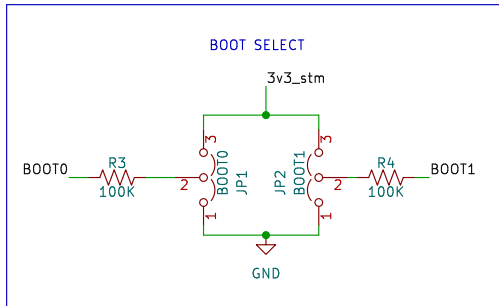 BOOT SELECT
3v3_stm
3
3
BOOT0
R3
100K
2
BOOT0
JP1
JP2
BOOT1
2
R4
100K
BOOT1
1
1
GND